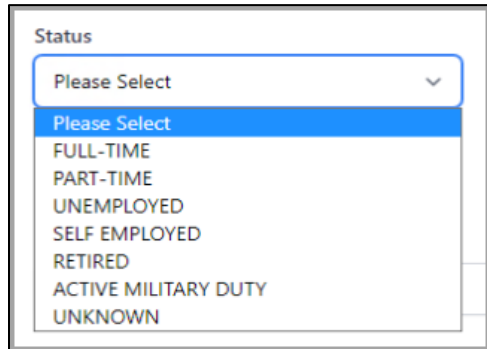 Status
Please Select
Please Select
FULL-TIME
PART-TIME
UNEMPLOYED
SELF EMPLOYED
RETIRED
ACTIVE MILITARY DUTY
UNKNOWN